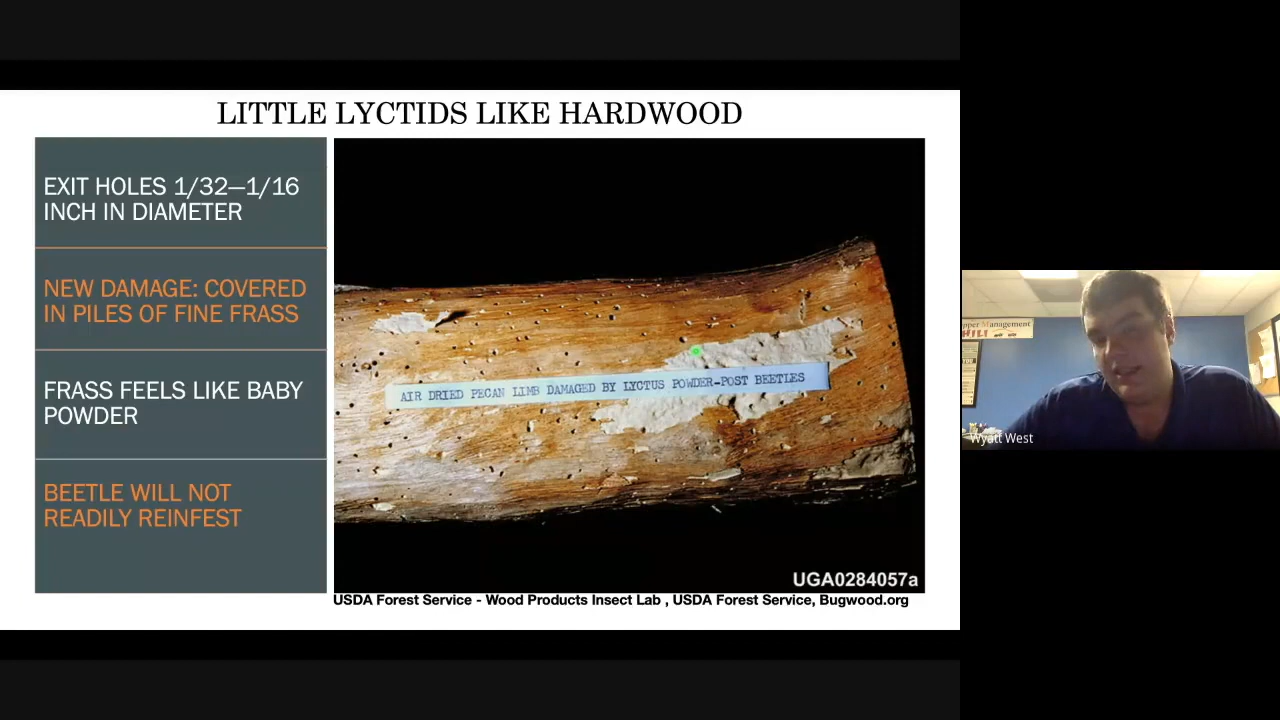 LITTLE LYCTIDS LIKE HARDWOOD
EXIT HOLES 1/32—1/16
INCH IN DIAMETER
NEW DAMAGE: COVERED
IN PILES OF FINE FRASS
FRASS FEELS LIKE BABY
POWDER
BEETLE WILL NOT
READILY REINFEST
AIR DRIED PECAN LIMB DAMAGED BY LYCTUS POWDER-POST BEETLES
UGA0284057a
USDA Forest Service - Wood Products Insect Lab , USDA Forest Service, Bugwood.org
Management
Wyatt West